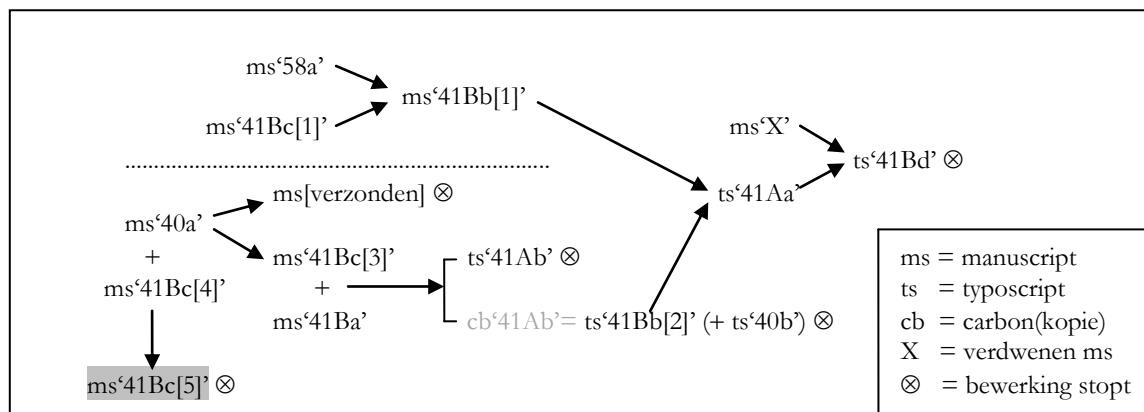 ms‘58a’
ms‘41Bb[1]’
ms‘41Bc[1]’
ms‘X’
ts‘41Bd’ ⊗
ms[verzonden] ⊗
ts‘41Aa’
ms‘40a’
+
ms‘41Bc[4]’
ms‘41Bc[3]’
+
ms‘41Ba’
ts‘41Ab’ ⊗
cb‘41Ab’= ts‘41Bb[2]’ (+ ts‘40b’) ⊗
ms‘41Bc[5]’ ⊗
ms = manuscript
ts = typoscript
cb = carbon(kopie)
X = verdwenen ms
⊗ = bewerking stopt